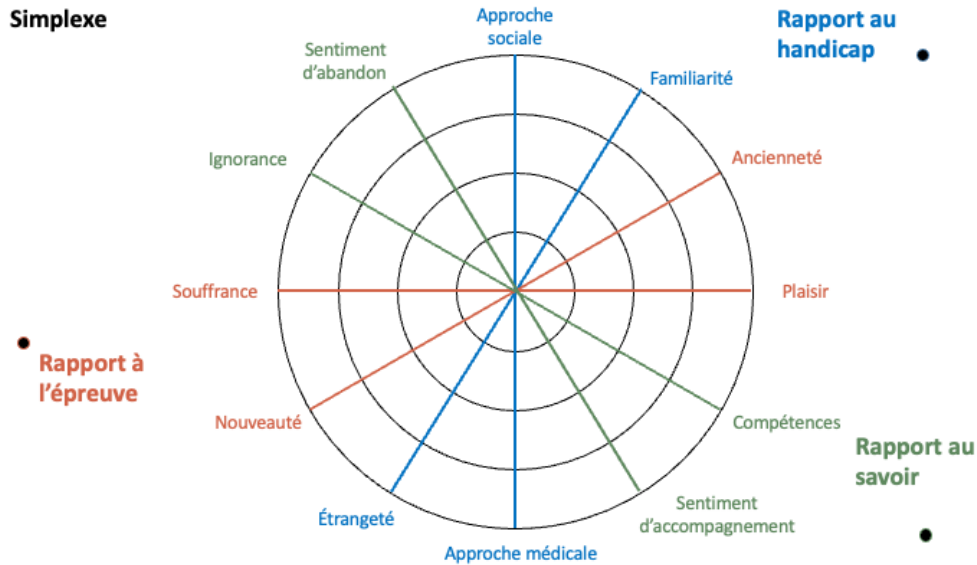 Simplexe
Approche
sociale
Rapport au
handicap
Sentiment
d'abandon
Familiarité
Ignorance
Ancienneté
Souffrance
Plaisir
Rapport à
l'épreuve
Nouveauté
Compétences
Rapport au
savoir
Étrangeté
Sentiment
d'accompagnement
Approche médicale